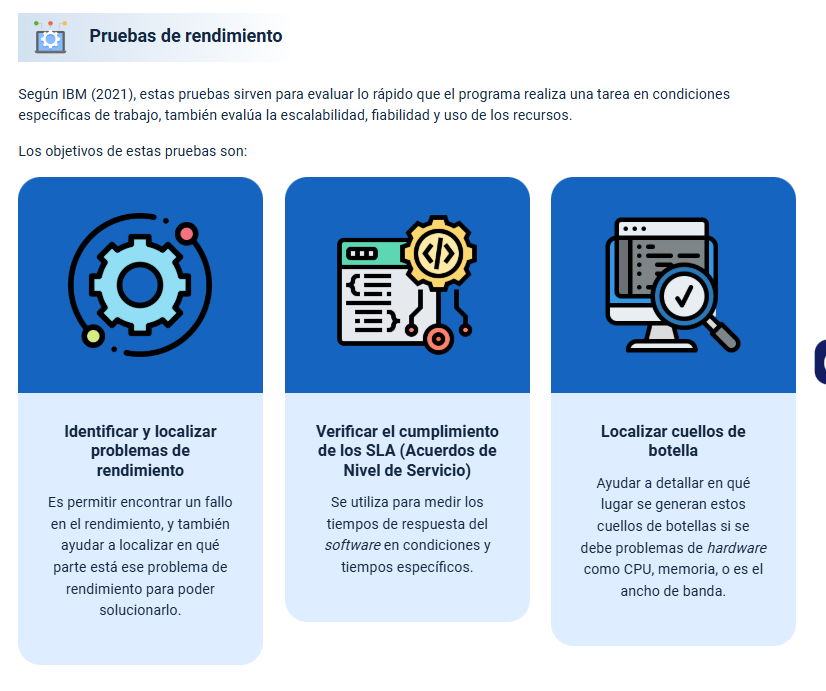 Pruebas de rendimiento
Según IBM (2021), estas pruebas sirven para evaluar lo rápido que el programa realiza una tarea en condiciones
específicas de trabajo, también evalúa la escalabilidad, fiabilidad y uso de los recursos.
Los objetivos de estas pruebas son:
Identificar y localizar
problemas de
rendimiento
Es permitir encontrar un fallo
en el rendimiento, y también
ayudar a localizar en qué
parte está ese problema de
rendimiento para poder
solucionarlo.
Verificar el cumplimiento
de los SLA (Acuerdos de
Nivel de Servicio)
Se utiliza para medir los
tiempos de respuesta del
software en condiciones y
tiempos específicos.
Localizar cuellos de
botella
Ayudar a detallar en qué
lugar se generan estos
cuellos de botellas si se
debe problemas de hardware
como CPU, memoria, o es el
ancho de banda.